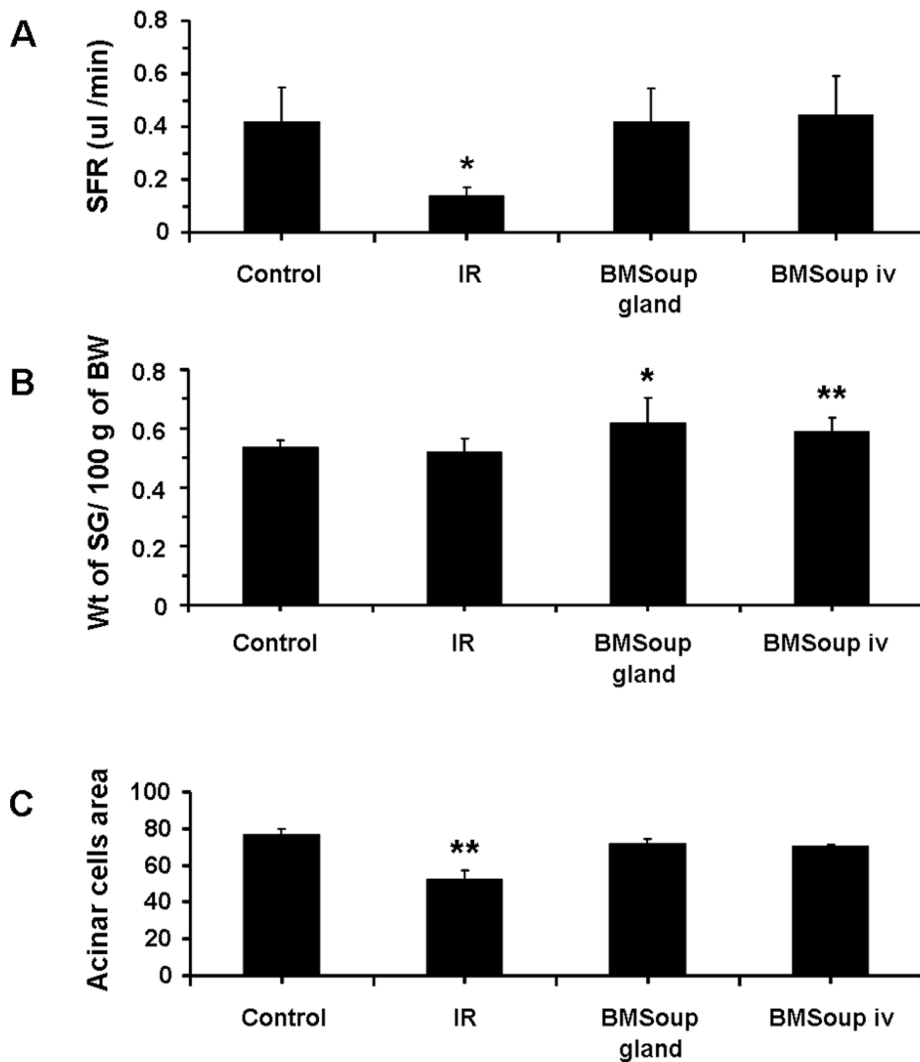 A
SFR (ul /min)
0.8
0.6
0.4
0.2
0
*
Control
IR
BMSoup gland
BMSoup iv
B
Wt of SG/ 100 g of BW
0.8
0.6
0.4
0.2
0
*
**
Control
IR
BMSoup gland
BMSoup iv
C
Acinar cells area
100
80
60
40
20
0
**
Control
IR
BMSoup gland
BMSoup iv